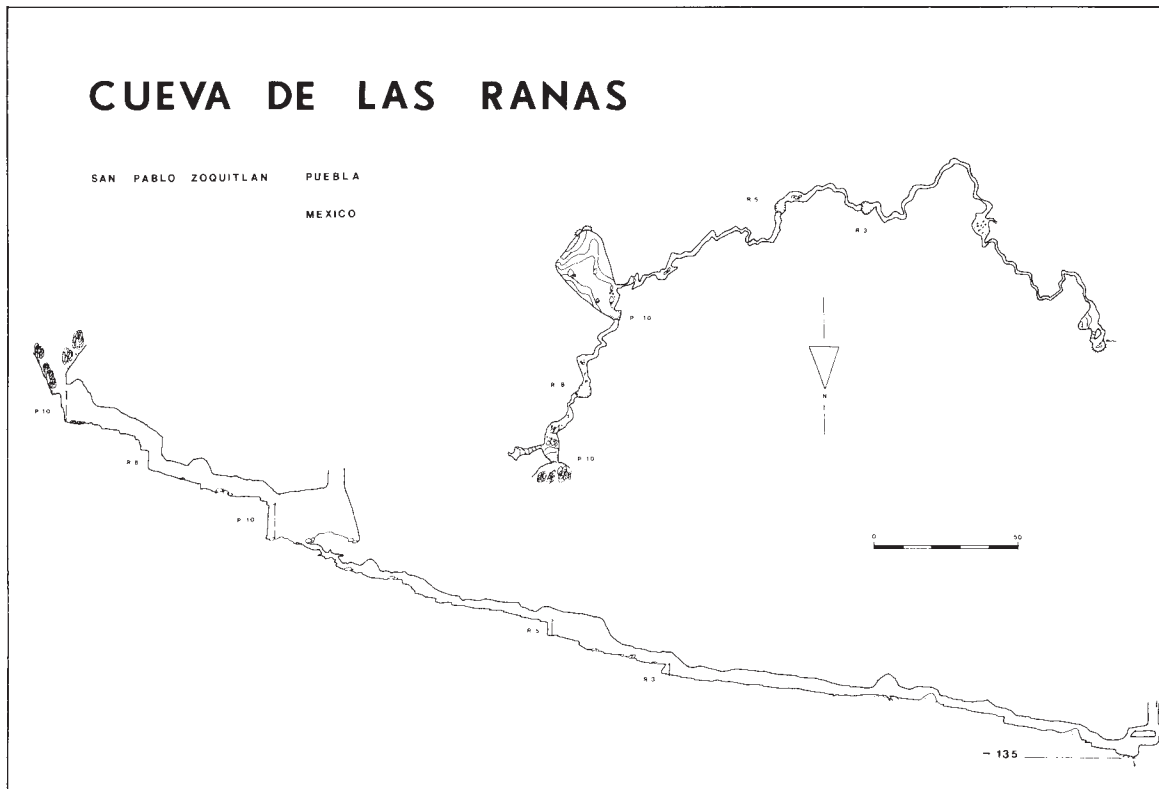 CUEVA DE LAS RANAS
SAN PABLO ZOQUITLAN PUEBLA
MEXICO
R 5
R 3
P 10
R 8
P 10
N
0 50
P 10
R 8
P 10
R 5
R 3
- 135